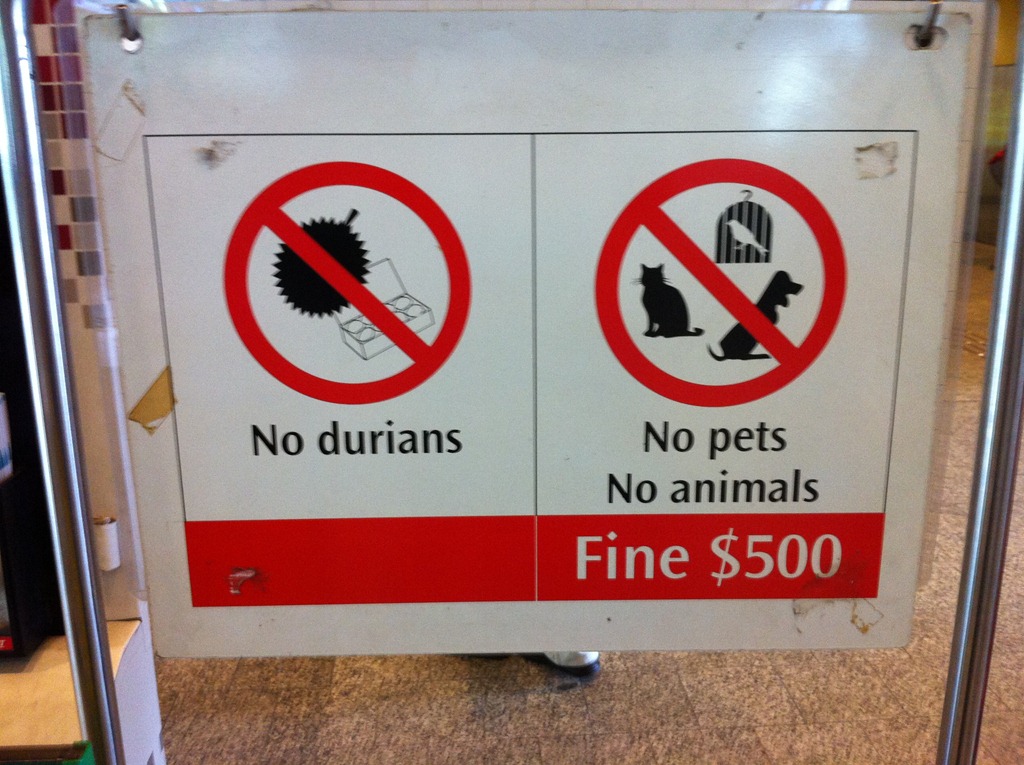 No durians
No pets
No animals
Fine $500